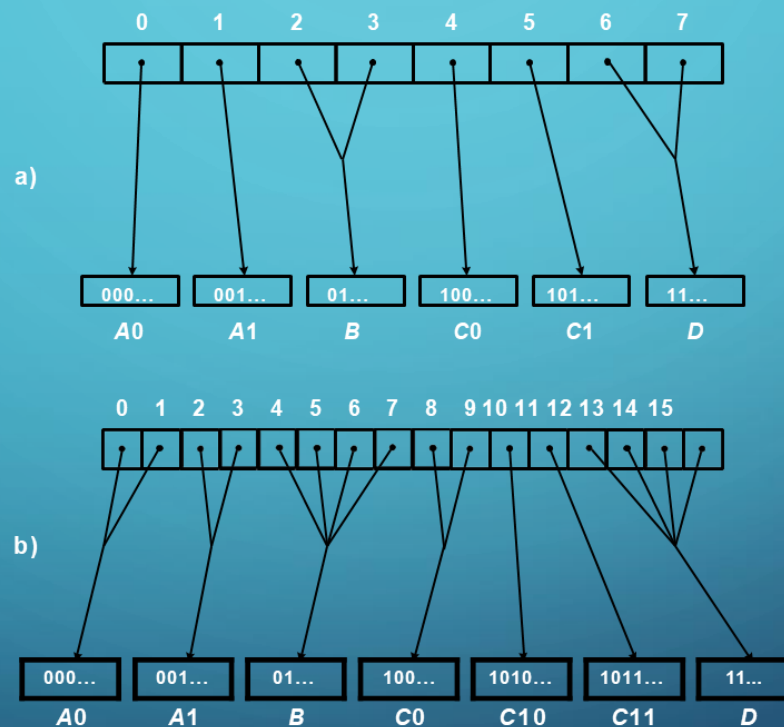 0 1 2 3 4 5 6 7
a)
000... 001... 01... 100... 101... 11...
A0 A1 B C0 C1 D
0 1 2 3 4 5 6 7 8 9 10 11 12 13 14 15
b)
000... 001... 01... 100... 1010... 1011... 11...
A0 A1 B C0 C10 C11 D